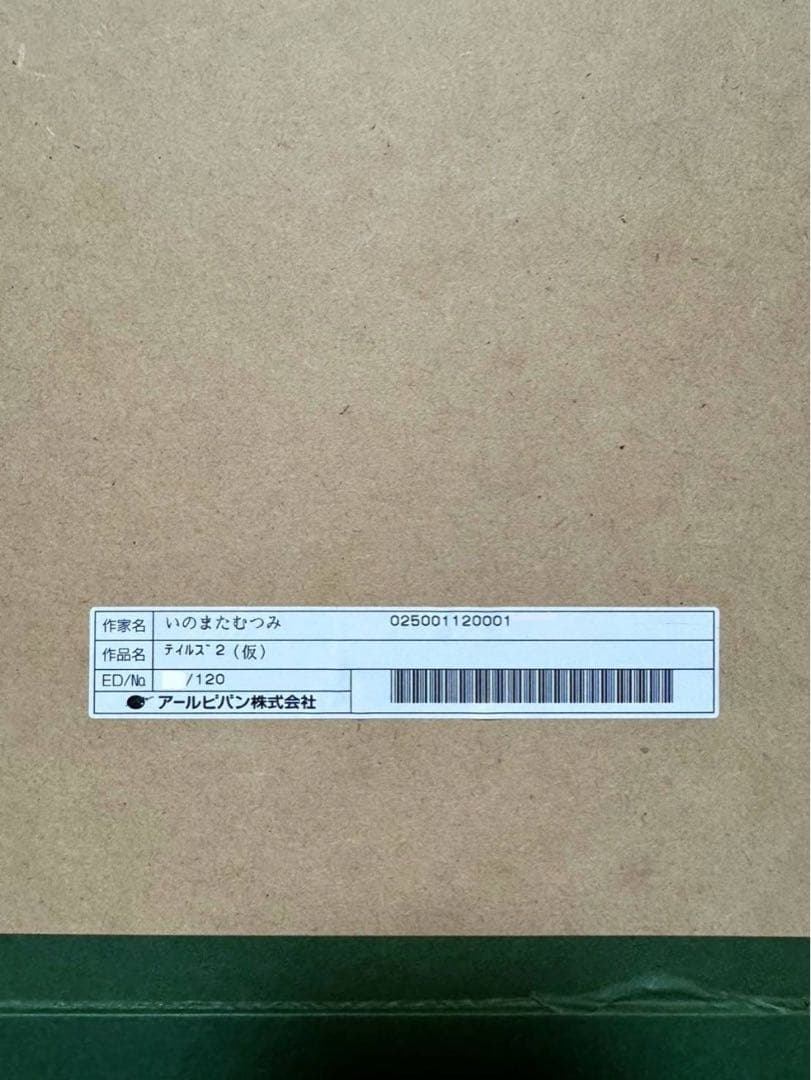 作家名 いのまたむつみ 025001120001
作品名 ﾃｲﾙｽﾞ2（仮）
ED/№ /120
アールビバン株式会社